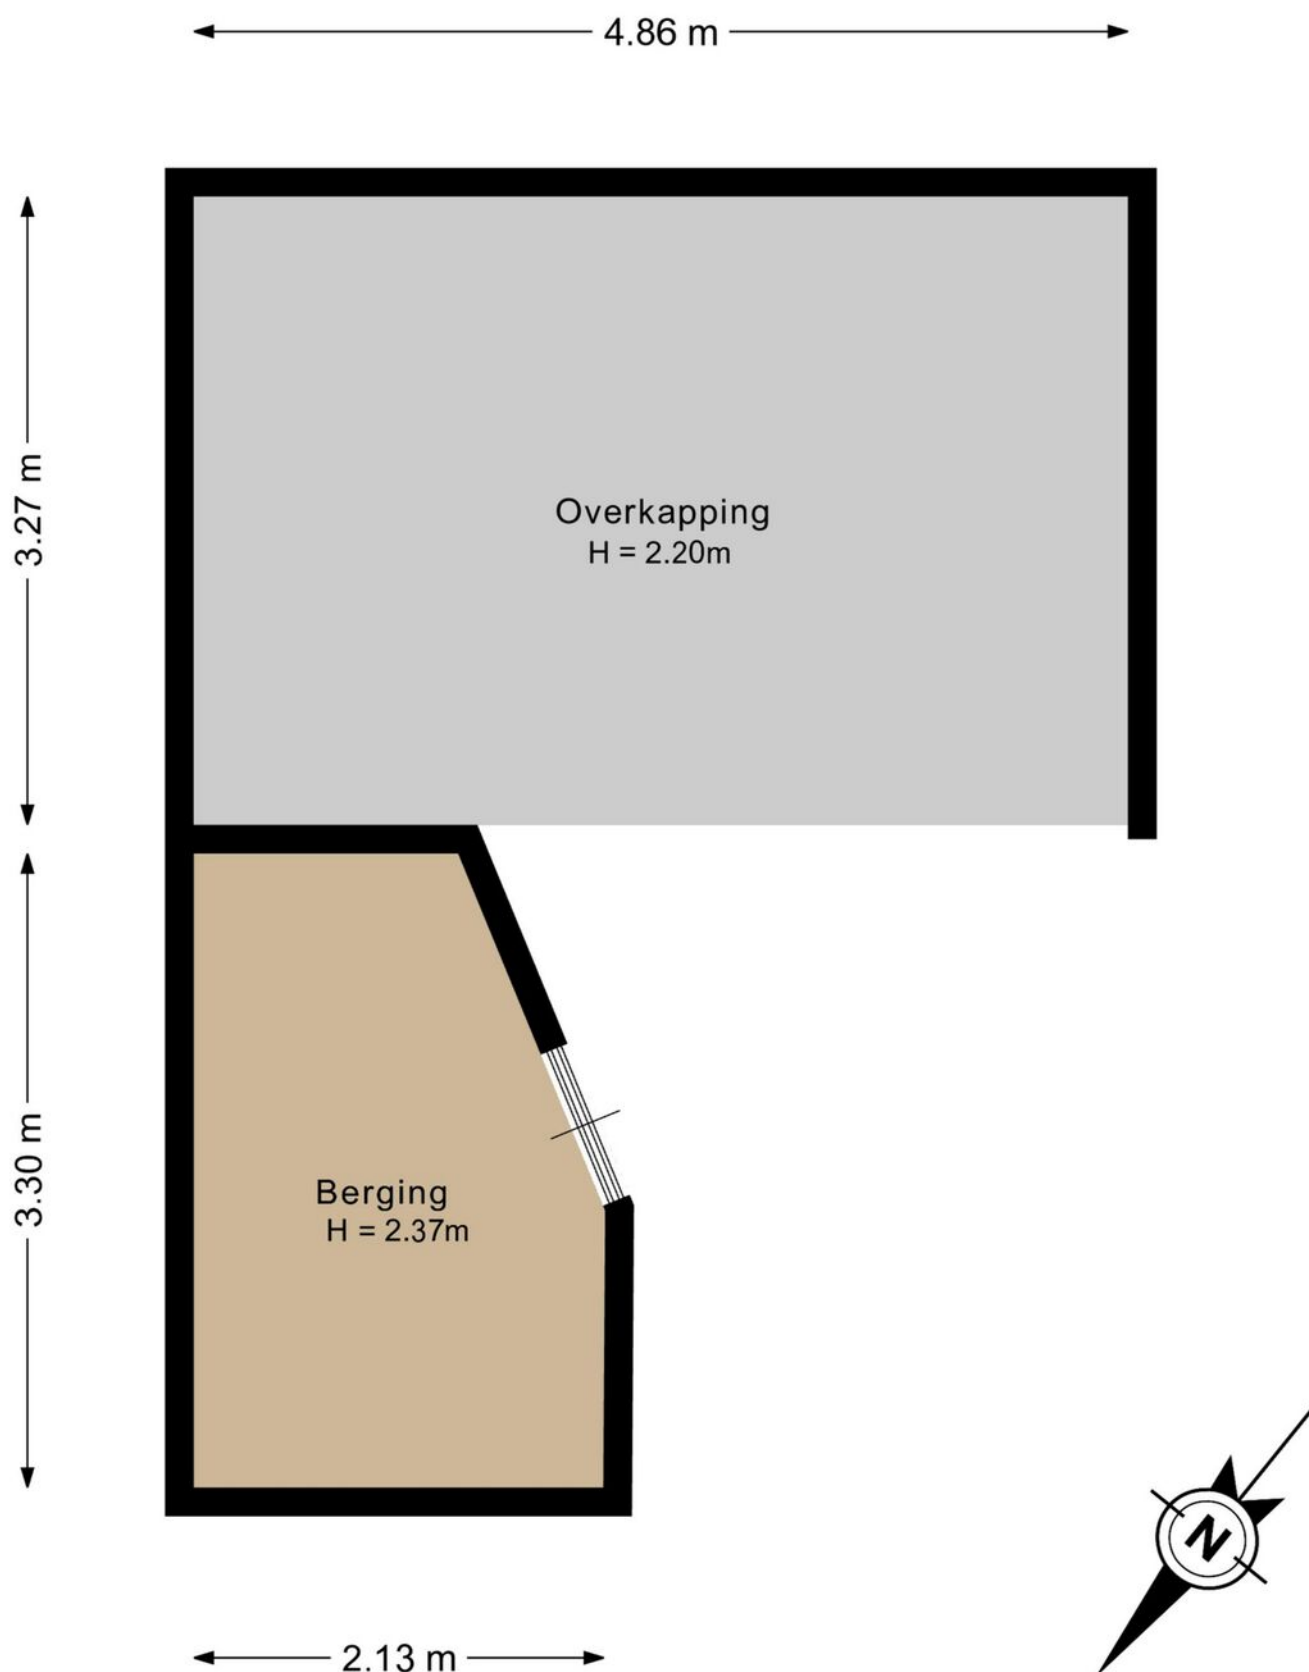 4.86 m
3.27 m
Overkapping
H = 2.20m
3.30 m
Berging
H = 2.37m
N
2.13 m